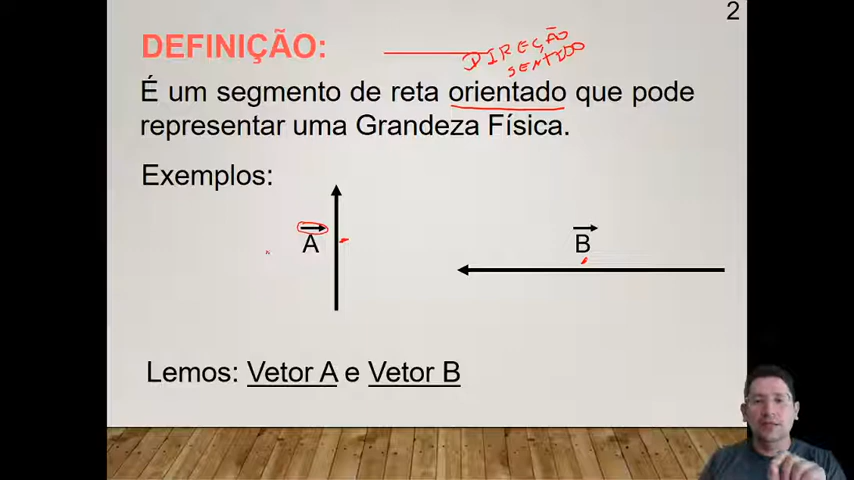 2
DEFINIÇÃO:
DIREÇÃO
SENTIDO
É um segmento de reta orientado que pode
representar uma Grandeza Física.
Exemplos:
A
B
Lemos: Vetor A e Vetor B